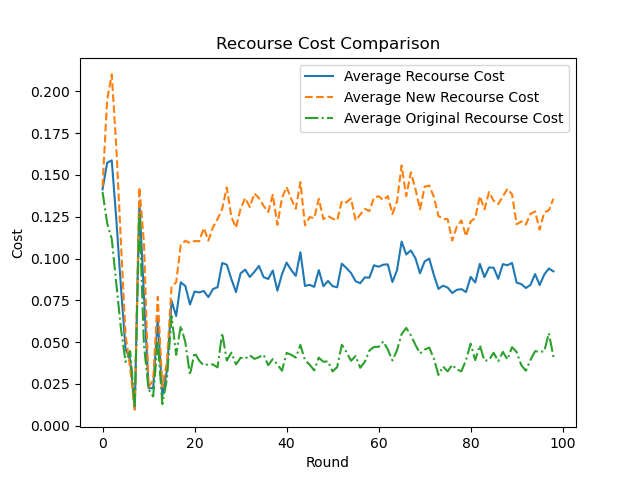 Recourse Cost Comparison
Average Recourse Cost
Average New Recourse Cost
Average Original Recourse Cost
Cost
0.200
0.175
0.150
0.125
0.100
0.075
0.050
0.025
0.000
0 20 40 60 80 100
Round